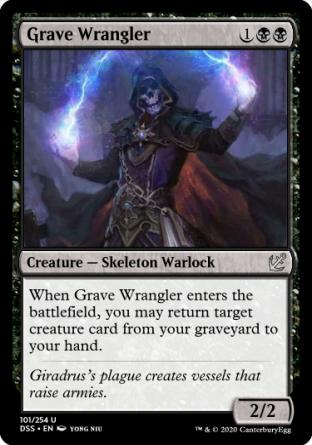 Grave Wrangler 1
Creature — Skeleton Warlock
When Grave Wrangler enters the
battlefield, you may return target
creature card from your graveyard to
your hand.
Giradrus's plague creates vessels that
raise armies.
2/2
101/254 U
DSS • EN YONG NIU
™ & © 2020 CanterburyEgg